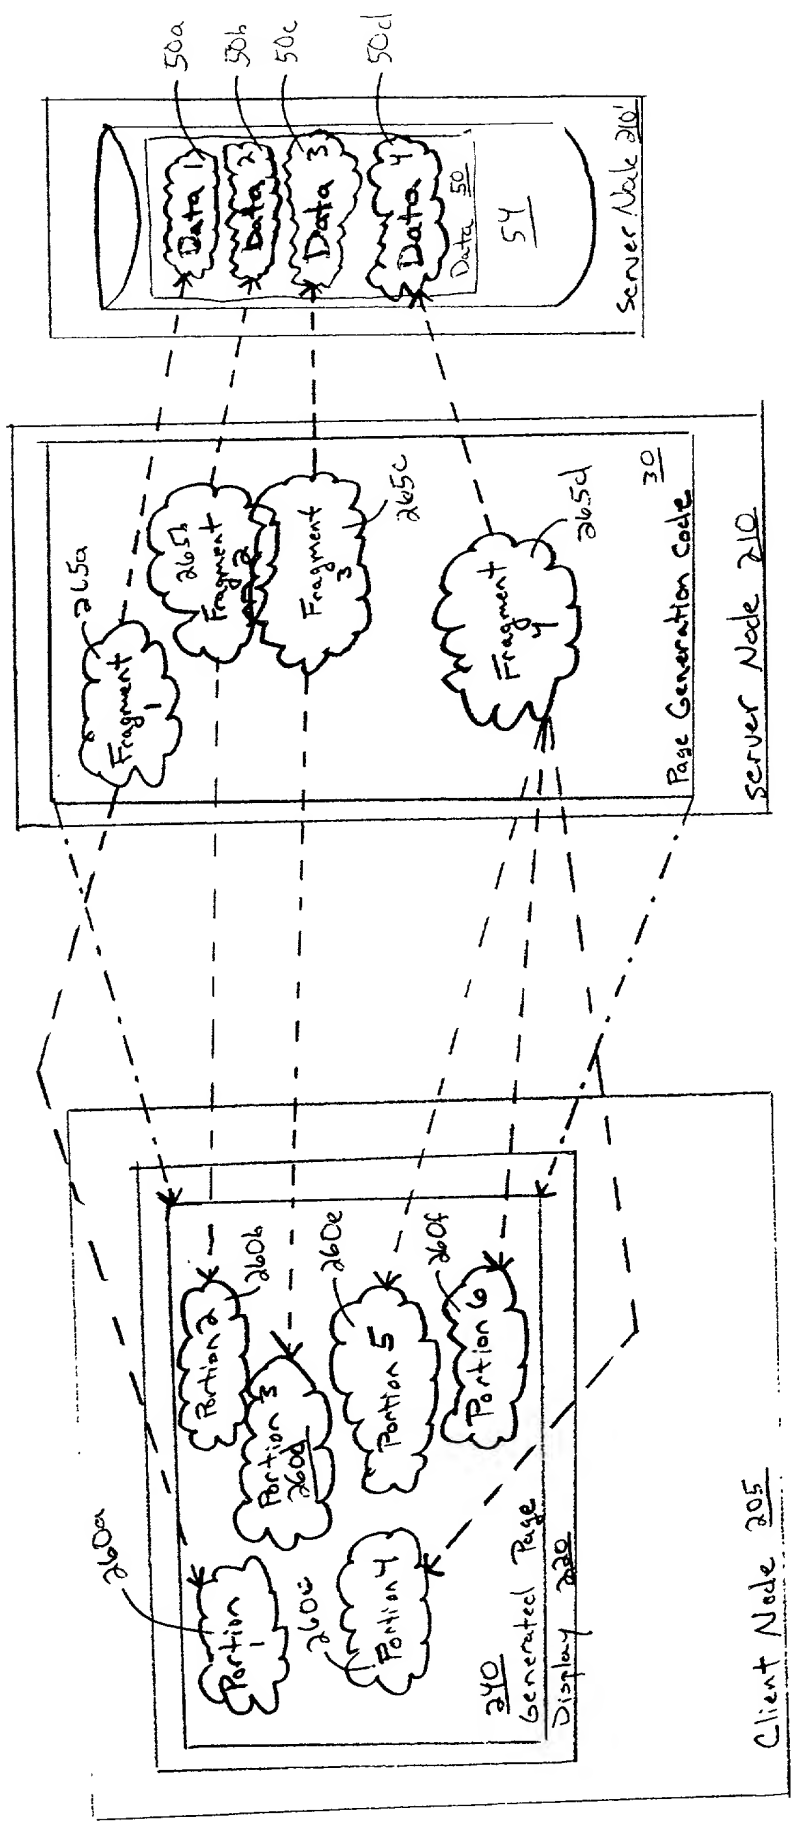 260a
Portion
1
Portion 2
260b
Portion 3
260d
260c
Portion 4
Portion 5
260e
Portion 6
260f
240
Generated Page
Display 220
Client Node 205
Fragment
1
265a
265b
Fragment
2
Fragment
3
265c
Fragment
4
265d
30
Page Generation Code
Server Node 210
Data 1
50a
Data 2
50b
Data 3
50c
Data 4
50d
Data 50
54
Server Node 210'